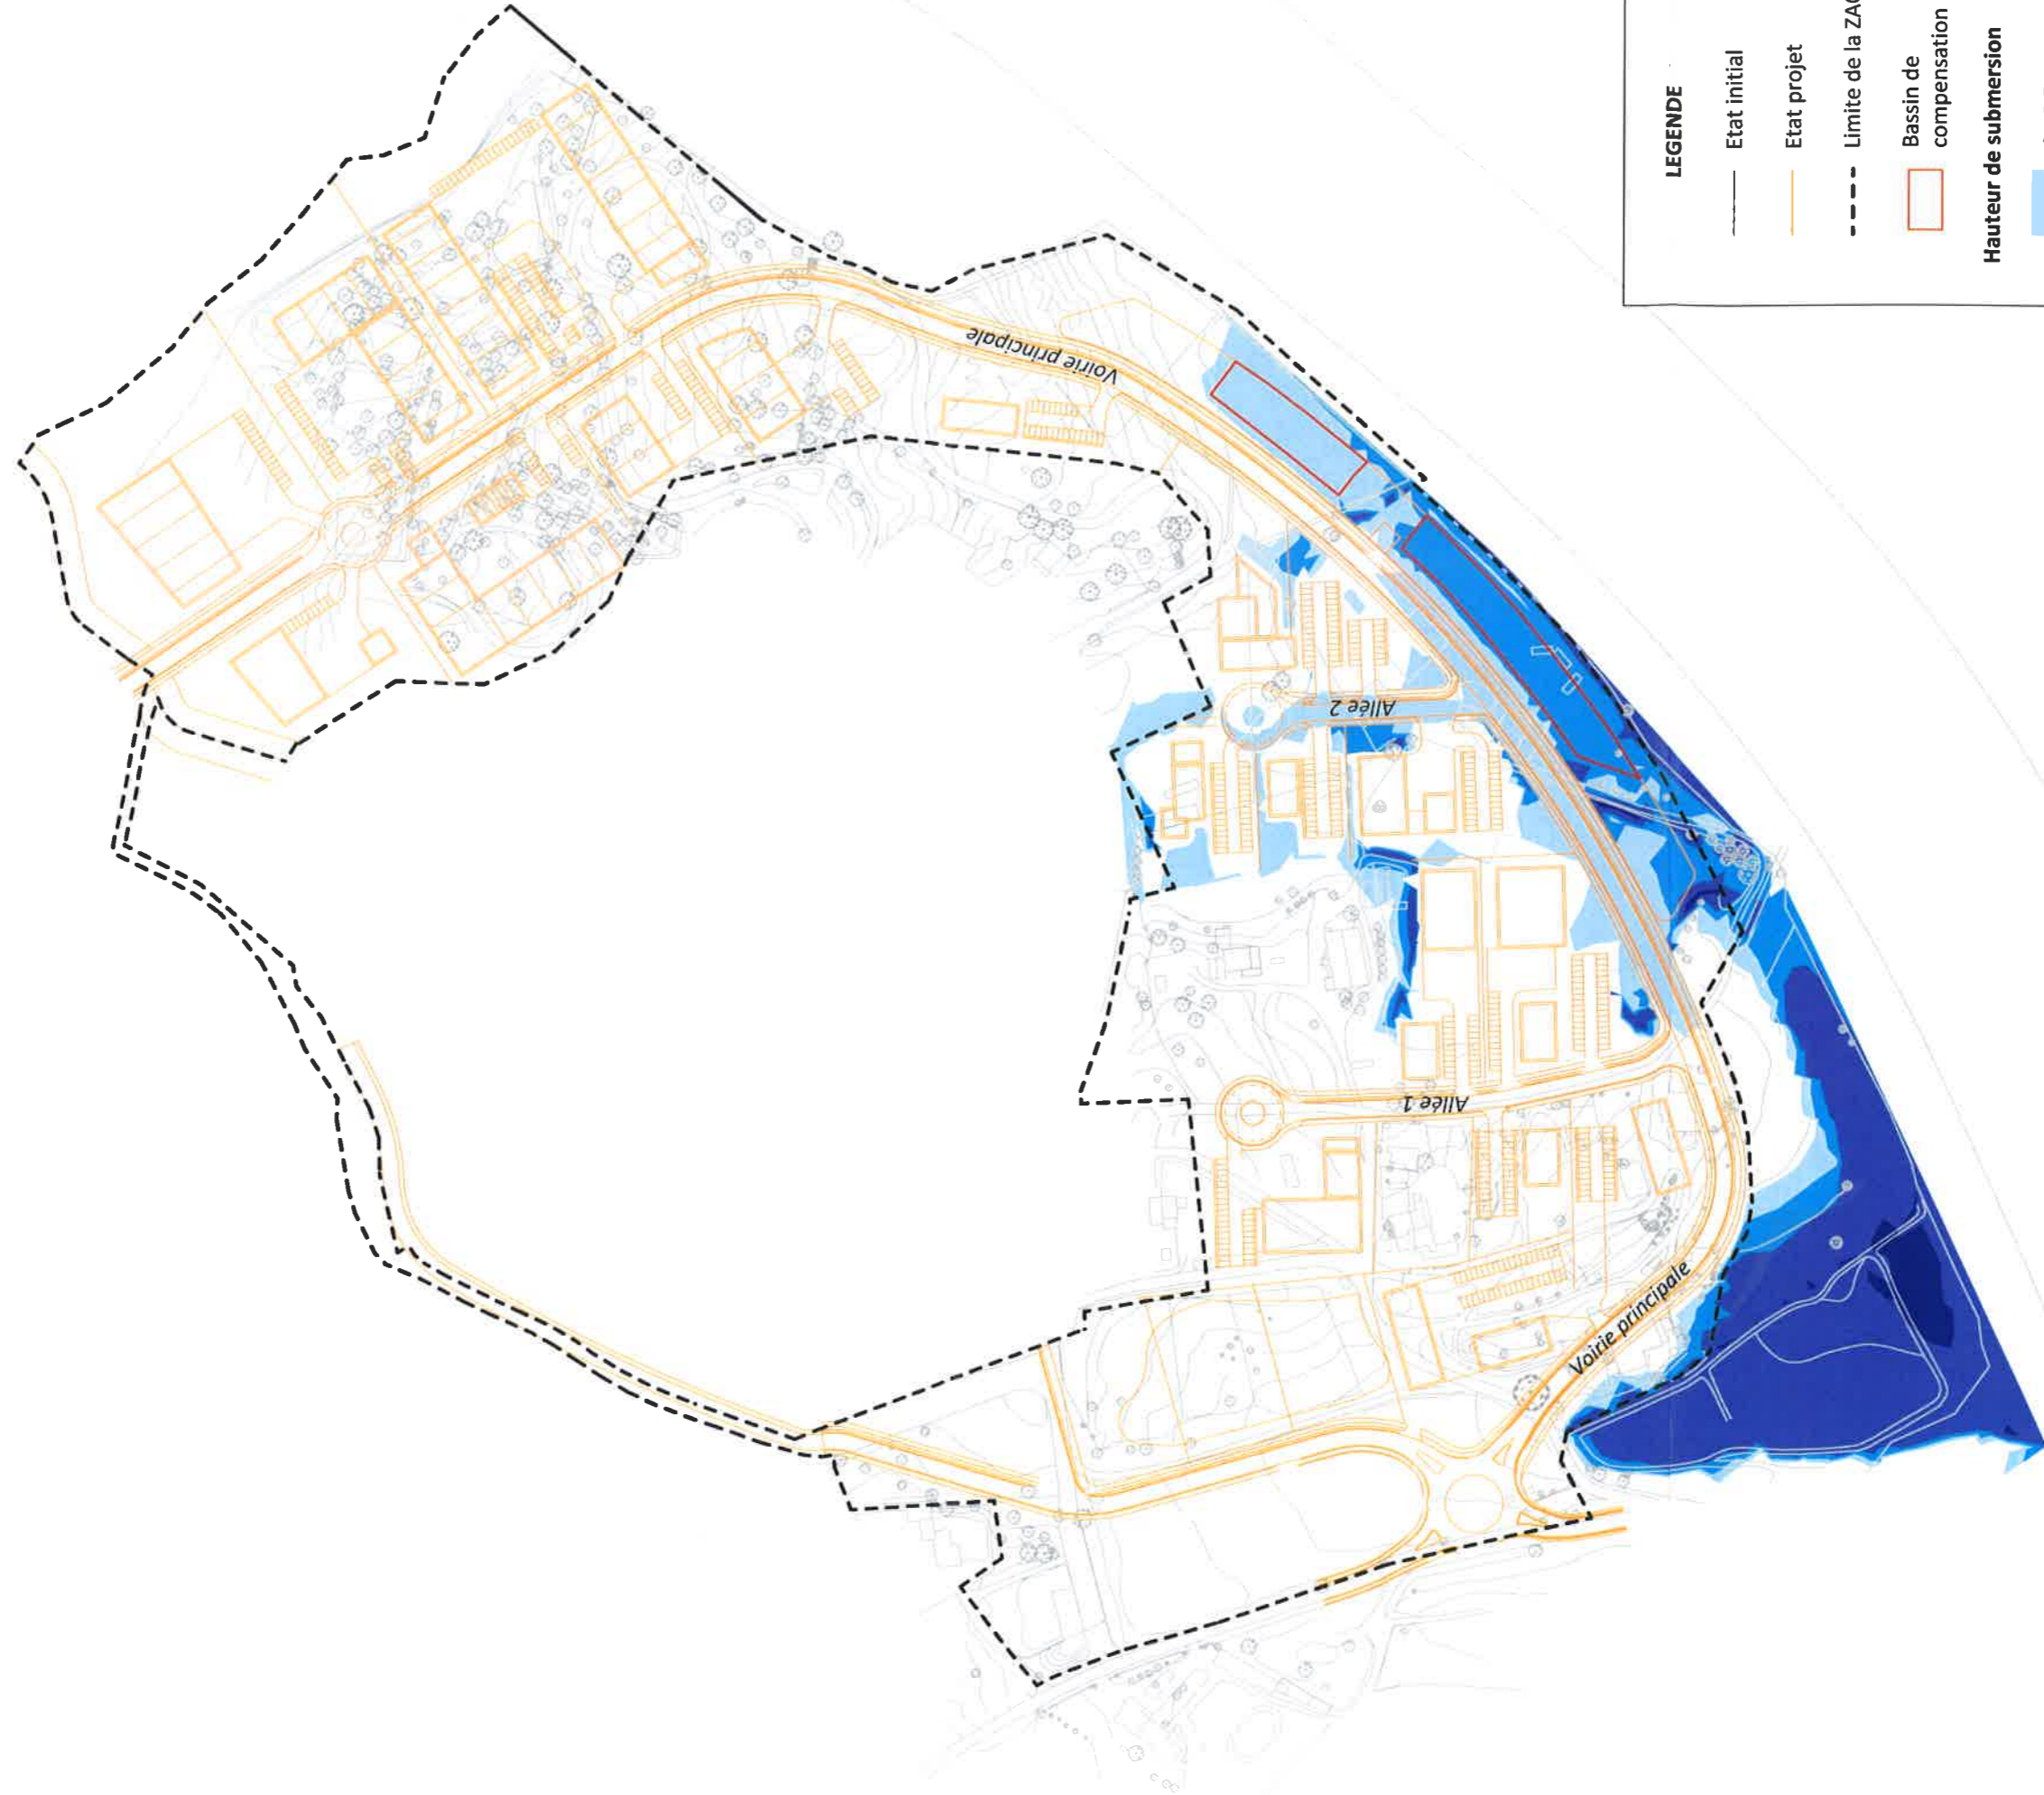 LEGENDE
Etat initial
Etat projet
Limite de la ZAC
Bassin de
compensation
Hauteur de submersion
Voirie principale
Allée 2
Allée 1
Voirie principale